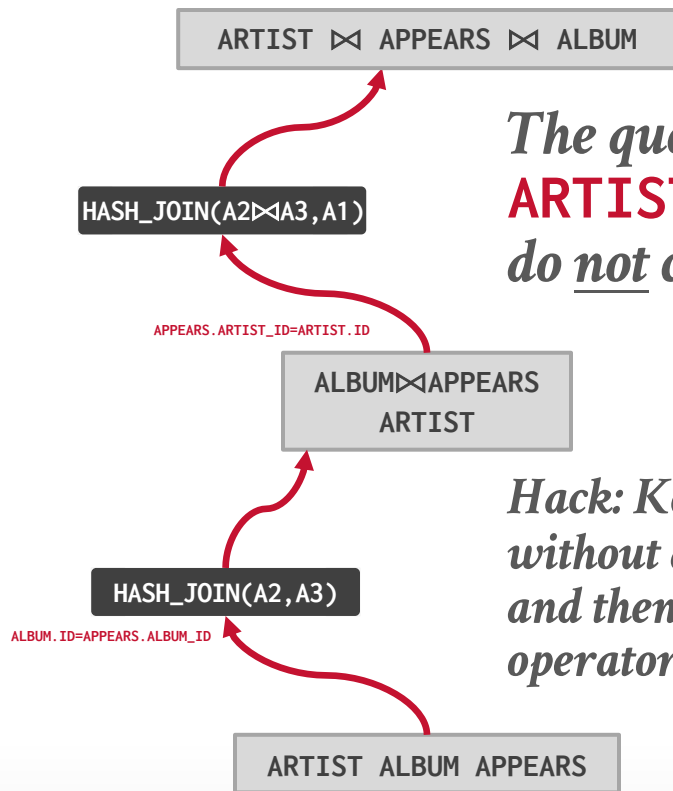 ARTIST ⋈ APPEARS ⋈ ALBUM
The
ARTIST
do not
HASH_JOIN(A2⋈A3,A1)
APPEARS.ARTIST_ID=ARTIST.ID
ALBUM⋈APPEARS
ARTIST
Hack:
without
and then
operator
HASH_JOIN(A2,A3)
ALBUM.ID=APPEARS.ALBUM_ID
ARTIST ALBUM APPEARS